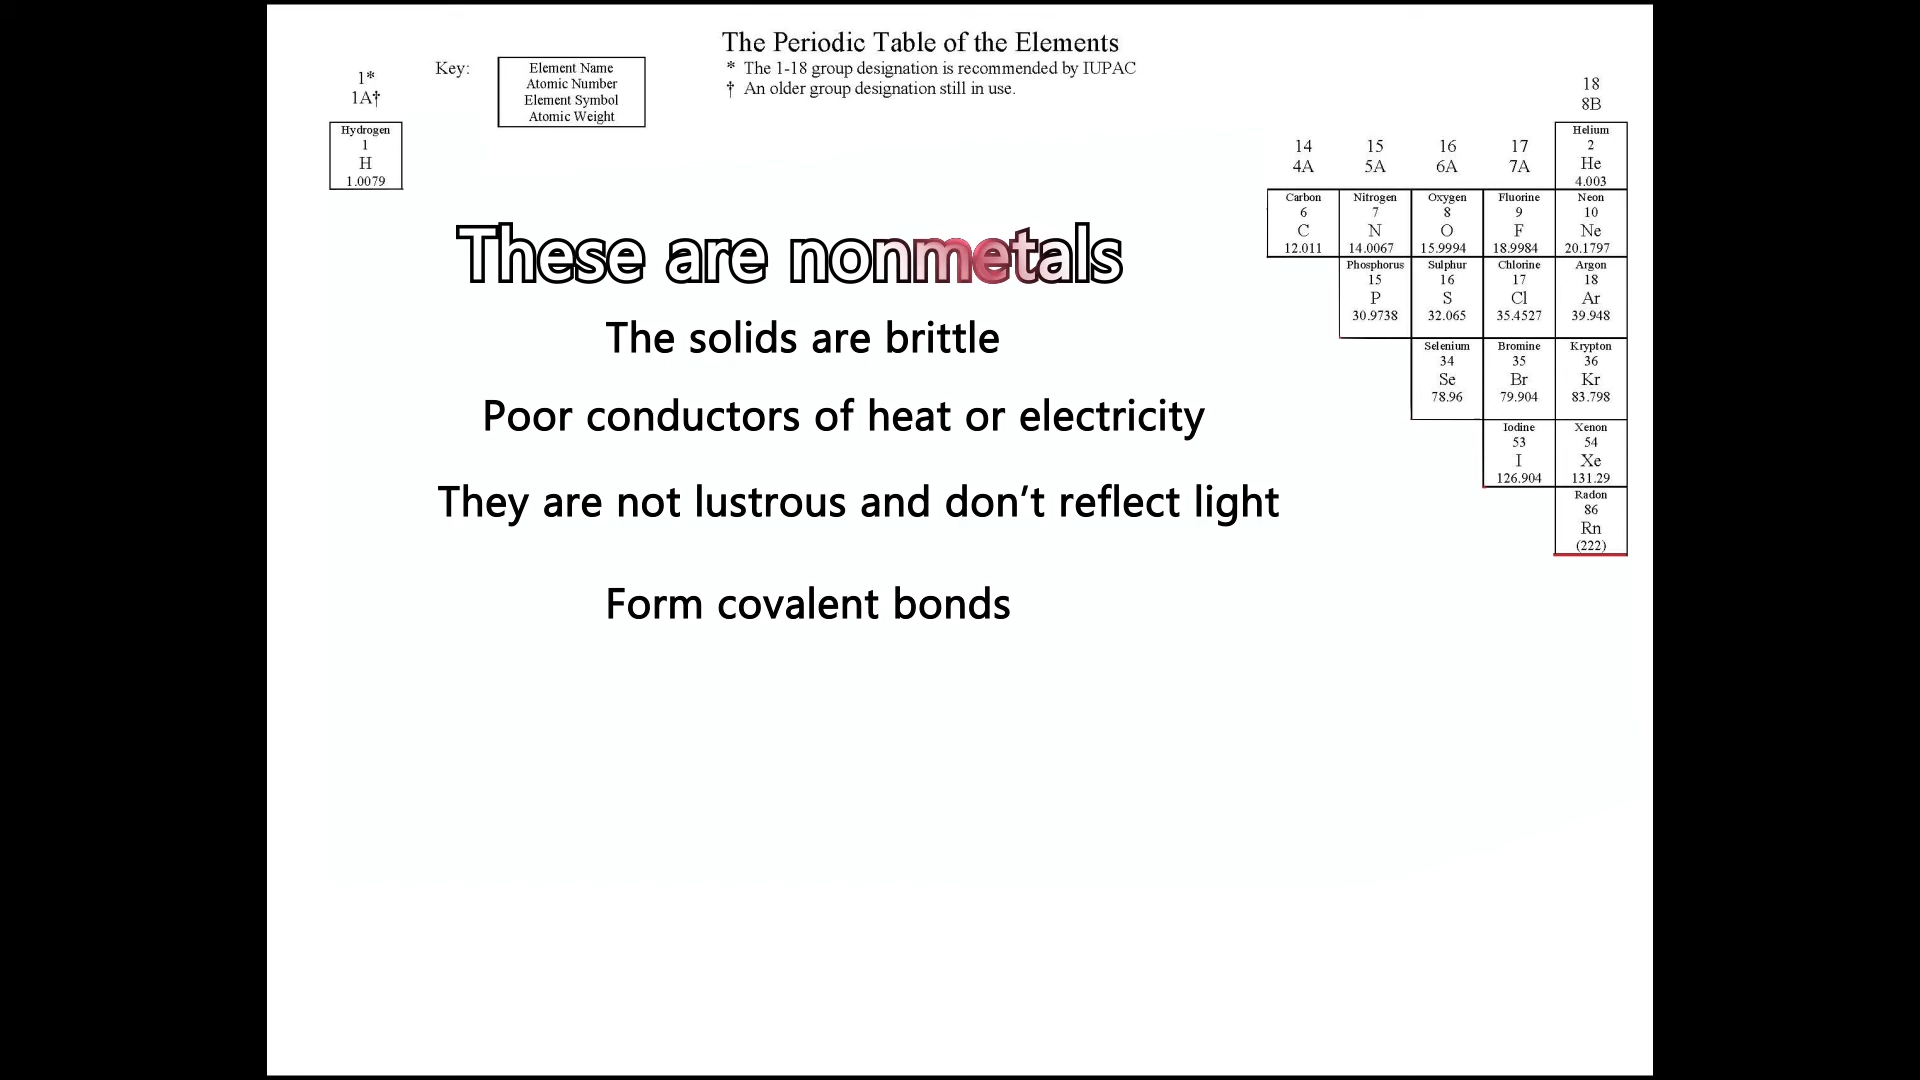 The Periodic Table of the Elements
* The 1-18 group designation is recommended by IUPAC
† An older group designation still in use.
Key:
Element Name
Atomic Number
Element Symbol
Atomic Weight
1*
1A†
Hydrogen
1
H
1.0079
18
8B
Helium
2
He
4.003
14 15 16 17
4A 5A 6A 7A
Carbon Nitrogen Oxygen Fluorine Neon
6 7 8 9 10
C N O F Ne
12.011 14.0067 15.9994 18.9984 20.1797
Phosphorus Sulphur Chlorine Argon
15 16 17 18
P S Cl Ar
30.9738 32.065 35.4527 39.948
Selenium Bromine Krypton
34 35 36
Se Br Kr
78.96 79.904 83.798
Iodine Xenon
53 54
I Xe
126.904 131.29
Radon
86
Rn
(222)
These are nonmetals
The solids are brittle
Poor conductors of heat or electricity
They are not lustrous and don’t reflect light
Form covalent bonds